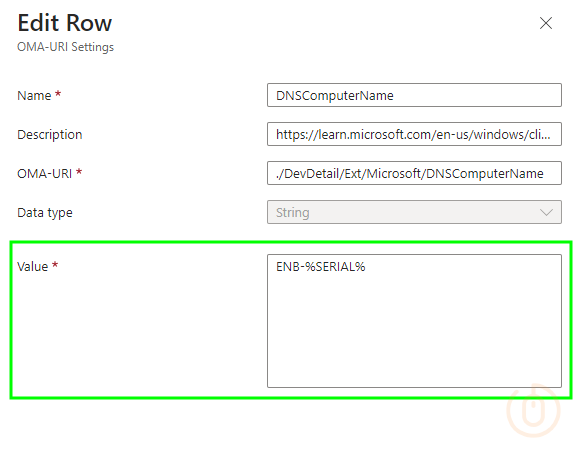 Edit Row
OMA-URI Settings
Name *
DNSComputerName
Description
https://learn.microsoft.com/en-us/windows/cli...
OMA-URI *
./DevDetail/Ext/Microsoft/DNSComputerName
Data type
String
Value *
ENB-%SERIAL%